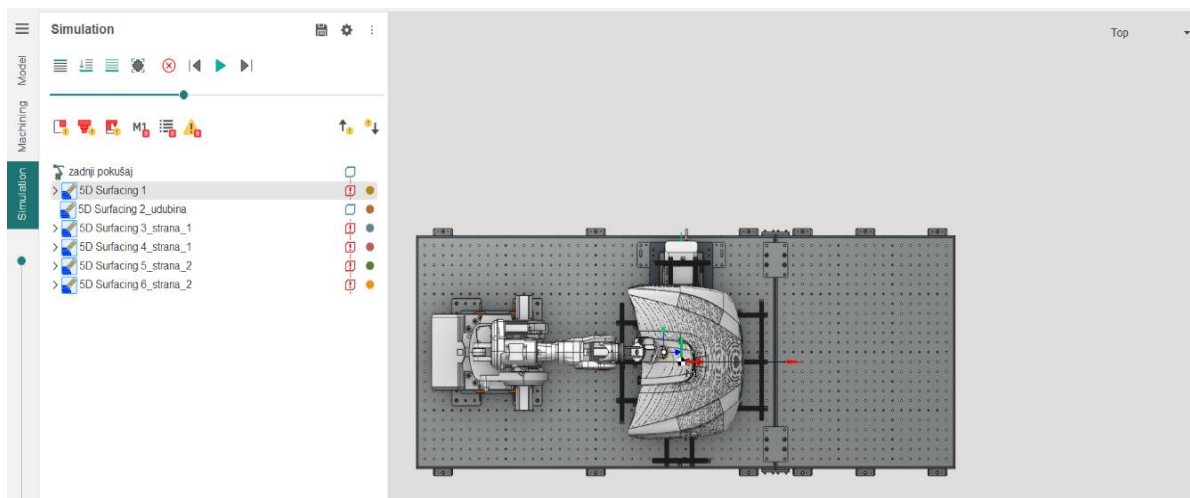 Simulation
Top
Model
Machining
Simulation
M1
zadnji pokušaj
5D Surfacing 1
5D Surfacing 2_udubina
5D Surfacing 3_strana_1
5D Surfacing 4_strana_1
5D Surfacing 5_strana_2
5D Surfacing 6_strana_2